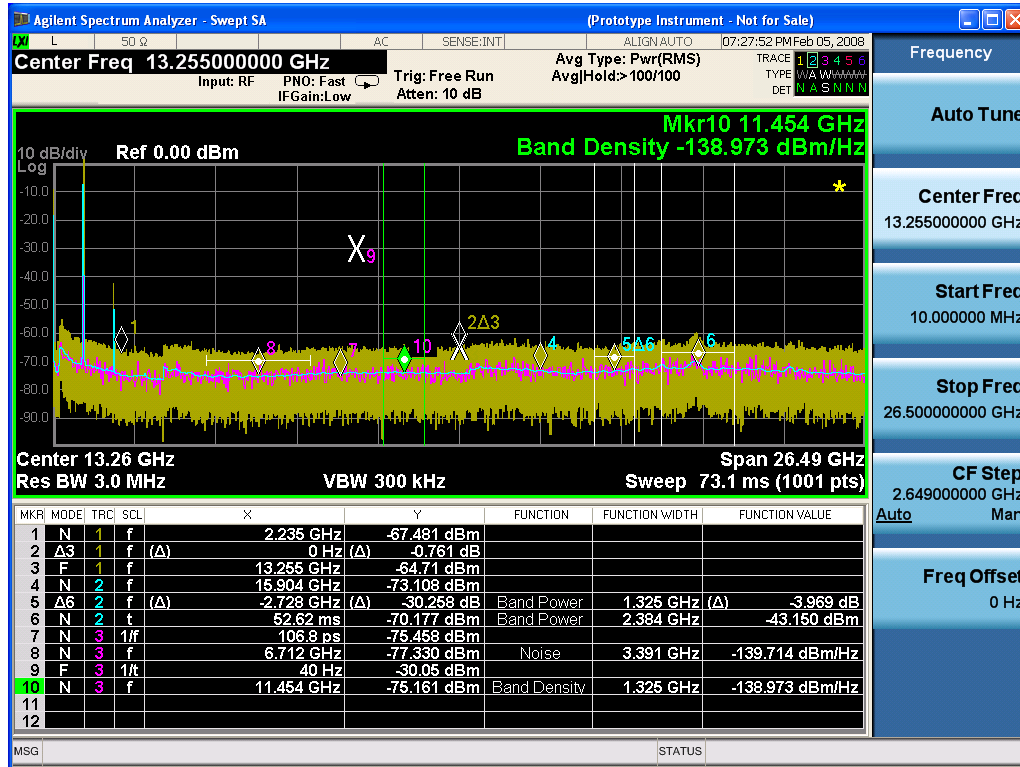 Agilent Spectrum Analyzer - Swept SA (Prototype Instrument - Not for Sale)
LXI L 50 Ω AC SENSE:INT ALIGN AUTO 07:27:52 PM Feb 05, 2008
Center Freq 13.255000000 GHz
Input: RF PNO: Fast
IFGain:Low
Trig: Free Run
Atten: 10 dB
Avg Type: Pwr(RMS)
Avg|Hold:> 100/100
TRACE 1 2 3 4 5 6
TYPE W A W W W W
DET N A S N N N
Mkr10 11.454 GHz
Band Density -138.973 dBm/Hz
10 dB/div Ref 0.00 dBm
Log
-10.0
-20.0
-30.0
-40.0
-50.0
-60.0
-70.0
-80.0
-90.0
*
X 9
1
8
7
10
2Δ3
4
5Δ6
6
Center 13.26 GHz Span 26.49 GHz
Res BW 3.0 MHz VBW 300 kHz Sweep 73.1 ms (1001 pts)
MKR MODE TRC SCL X Y FUNCTION FUNCTION WIDTH FUNCTION VALUE
1 N 1 f 2.235 GHz -67.481 dBm
2 Δ3 1 f (Δ) 0 Hz (Δ) -0.761 dB
3 F 1 f 13.255 GHz -64.71 dBm
4 N 2 f 15.904 GHz -73.108 dBm
5 Δ6 2 f (Δ) -2.728 GHz (Δ) -30.258 dB Band Power 1.325 GHz (Δ) -3.969 dB
6 N 2 t 52.62 ms -70.177 dBm Band Power 2.384 GHz -43.150 dBm
7 N 3 1/f 106.8 ps -75.458 dBm
8 N 3 f 6.712 GHz -77.330 dBm Noise 3.391 GHz -139.714 dBm/Hz
9 F 3 1/t 40 Hz -30.05 dBm
10 N 3 f 11.454 GHz -75.161 dBm Band Density 1.325 GHz -138.973 dBm/Hz
11
12
MSG STATUS
Frequency
Auto Tune
Center Freq
13.255000000 GHz
Start Freq
10.000000 MHz
Stop Freq
26.500000000 GHz
CF Step
2.649000000 GHz
Auto Man
Freq Offset
0 Hz